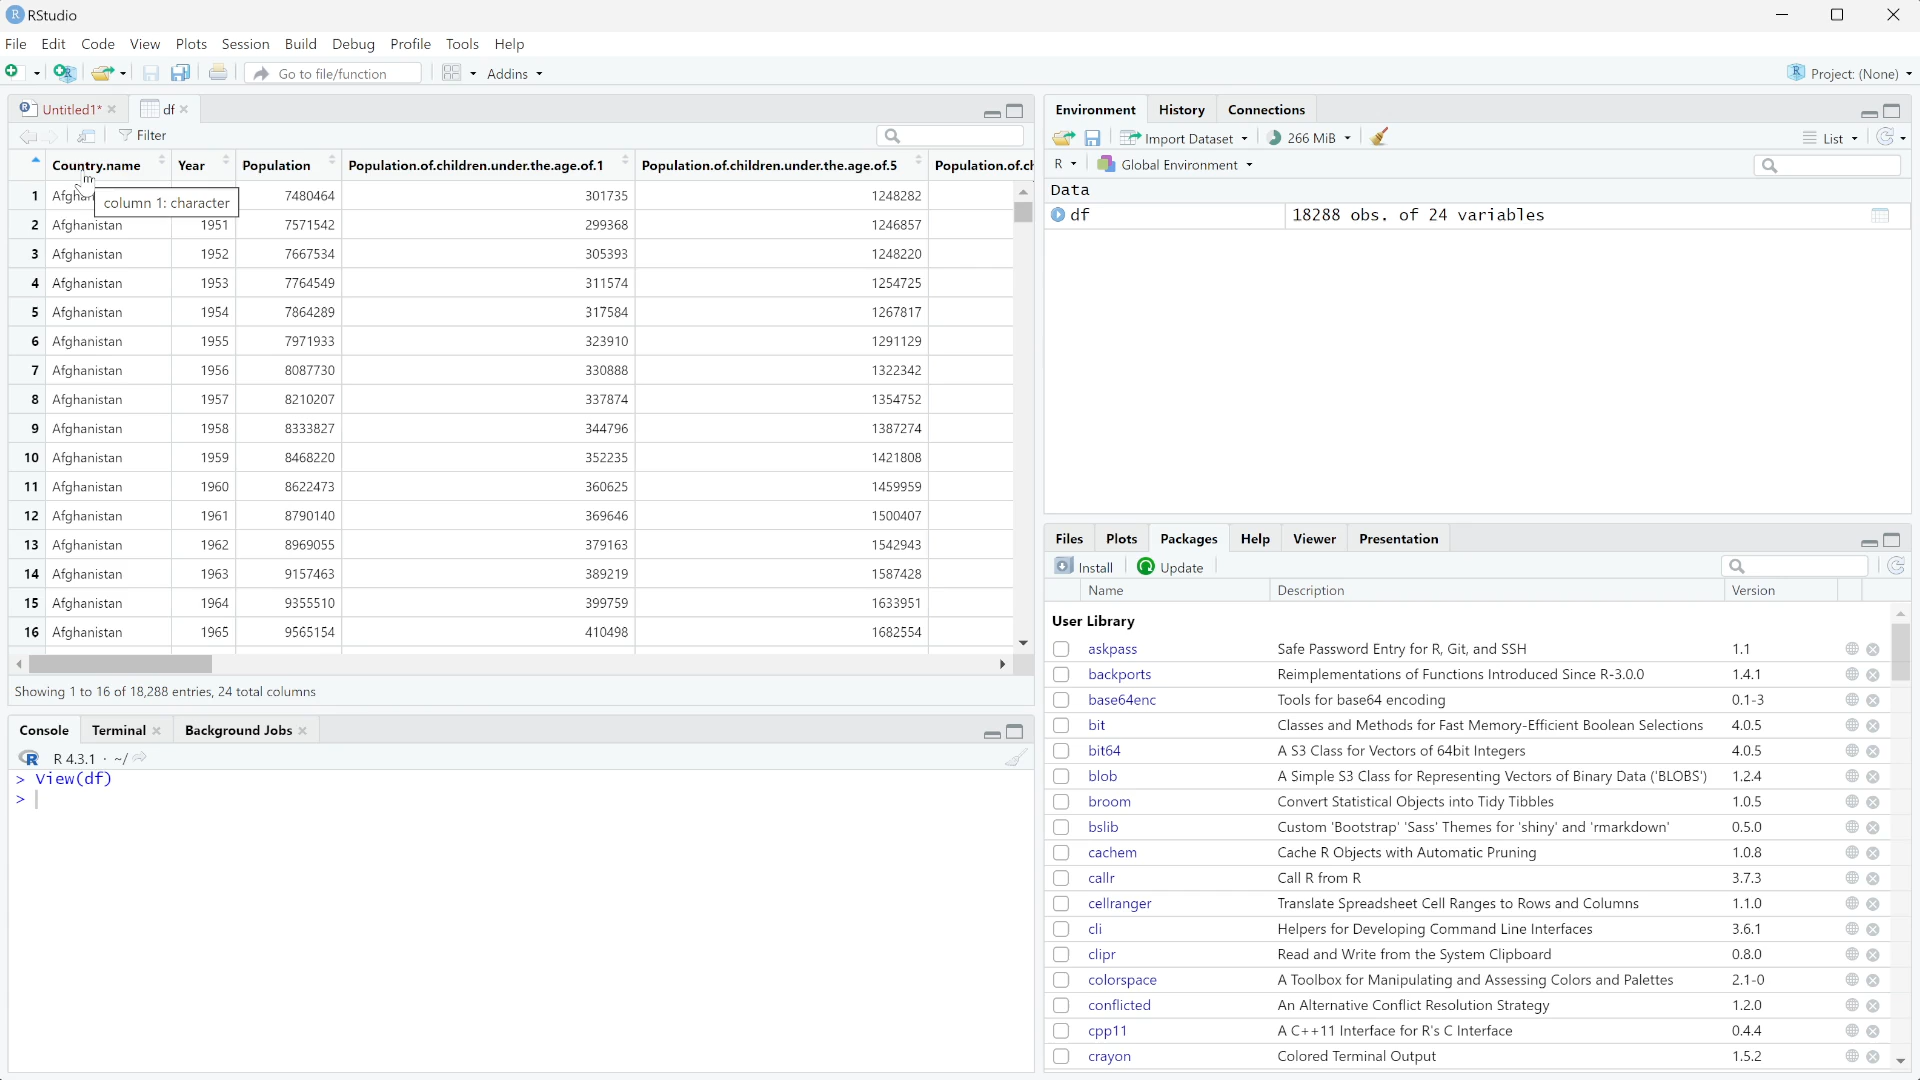 RStudio
File Edit Code View Plots Session Build Debug Profile Tools Help
Go to file/function Addins Project: (None)
Untitled1* df
Filter
Country.name Year Population Population.of.children.under.the.age.of.1 Population.of.children.under.the.age.of.5 Population.of.ch
column 1: character
1 Afghan 7480464 301735 1248282
2 Afghanistan 1951 7571542 299368 1246857
3 Afghanistan 1952 7667534 305393 1248220
4 Afghanistan 1953 7764549 311574 1254725
5 Afghanistan 1954 7864289 317584 1267817
6 Afghanistan 1955 7971933 323910 1291129
7 Afghanistan 1956 8087730 330888 1322342
8 Afghanistan 1957 8210207 337874 1354752
9 Afghanistan 1958 8333827 344796 1387274
10 Afghanistan 1959 8468220 352235 1421808
11 Afghanistan 1960 8622473 360625 1459959
12 Afghanistan 1961 8790140 369646 1500407
13 Afghanistan 1962 8969055 379163 1542943
14 Afghanistan 1963 9157463 389219 1587428
15 Afghanistan 1964 9355510 399759 1633951
16 Afghanistan 1965 9565154 410498 1682554
Showing 1 to 16 of 18,288 entries, 24 total columns
Console Terminal Background Jobs
R 4.3.1 · ~/
> View(df)
>
Environment History Connections
Import Dataset 266 MiB List
R Global Environment
Data
df 18288 obs. of 24 variables
Files Plots Packages Help Viewer Presentation
Install Update
Name Description Version
User Library
askpass Safe Password Entry for R, Git, and SSH 1.1
backports Reimplementations of Functions Introduced Since R-3.0.0 1.4.1
base64enc Tools for base64 encoding 0.1-3
bit Classes and Methods for Fast Memory-Efficient Boolean Selections 4.0.5
bit64 A S3 Class for Vectors of 64bit Integers 4.0.5
blob A Simple S3 Class for Representing Vectors of Binary Data ('BLOBS') 1.2.4
broom Convert Statistical Objects into Tidy Tibbles 1.0.5
bslib Custom 'Bootstrap' 'Sass' Themes for 'shiny' and 'rmarkdown' 0.5.0
cachem Cache R Objects with Automatic Pruning 1.0.8
callr Call R from R 3.7.3
cellranger Translate Spreadsheet Cell Ranges to Rows and Columns 1.1.0
cli Helpers for Developing Command Line Interfaces 3.6.1
clipr Read and Write from the System Clipboard 0.8.0
colorspace A Toolbox for Manipulating and Assessing Colors and Palettes 2.1-0
conflicted An Alternative Conflict Resolution Strategy 1.2.0
cpp11 A C++11 Interface for R's C Interface 0.4.4
crayon Colored Terminal Output 1.5.2